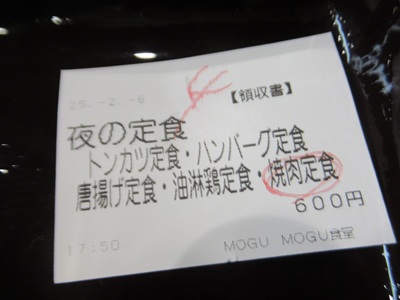 25.-2.-6
【領収書】
夜の定食
トンカツ定食・ハンバーグ定食
唐揚げ定食・油淋鶏定食・焼肉定食
600円
17:50
MOGU MOGU食堂